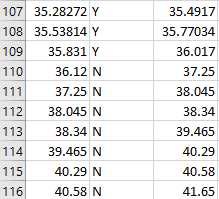 107 35.28272 Y 35.4917
108 35.53814 Y 35.77034
109 35.831 Y 36.017
110 36.12 N 37.25
111 37.25 N 38.045
112 38.045 N 38.34
113 38.34 N 39.465
114 39.465 N 40.29
115 40.29 N 40.58
116 40.58 N 41.65